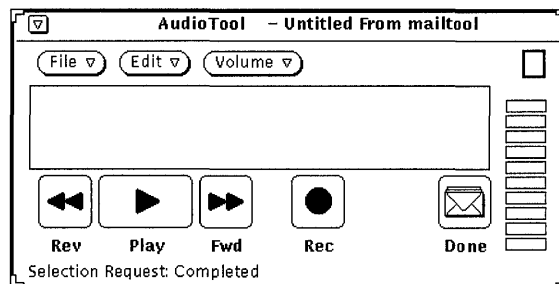 AudioTool – Untitled From mailtool
File Edit Volume
Rev Play Fwd Rec Done
Selection Request: Completed